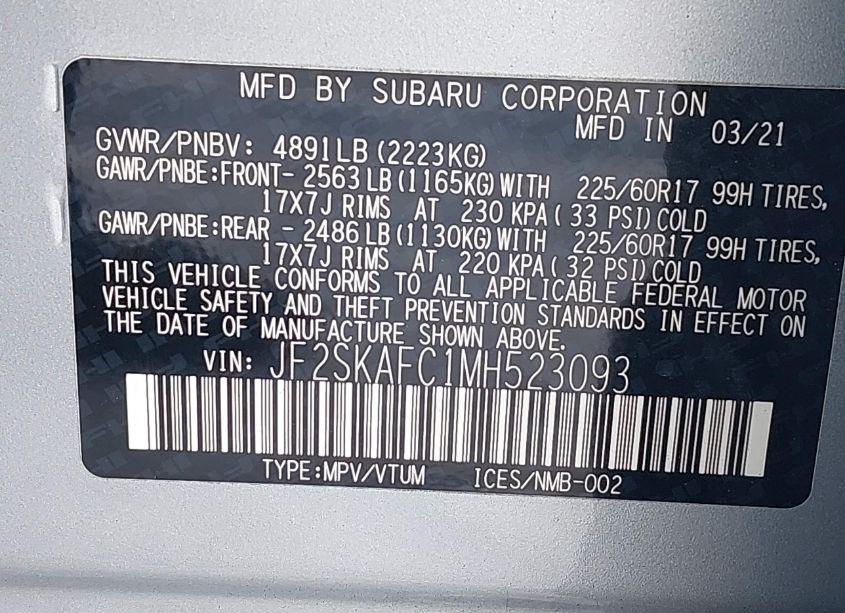 MFD BY SUBARU CORPORATION
MFD IN 03/21
GVWR/PNBV: 4891LB (2223KG)
GAWR/PNBE:FRONT- 2563 LB (1165KG) WITH 225/60R17 99H TIRES,
17X7J RIMS AT 230 KPA ( 33 PSI) COLD
GAWR/PNBE:REAR - 2486 LB (1130KG) WITH 225/60R17 99H TIRES,
17X7J RIMS AT 220 KPA ( 32 PSI) COLD
THIS VEHICLE CONFORMS TO ALL APPLICABLE FEDERAL MOTOR
VEHICLE SAFETY AND THEFT PREVENTION STANDARDS IN EFFECT ON
THE DATE OF MANUFACTURE SHOWN ABOVE.
VIN: JF2SKAFC1MH523093
TYPE:MPV/VTUM ICES/NMB-002